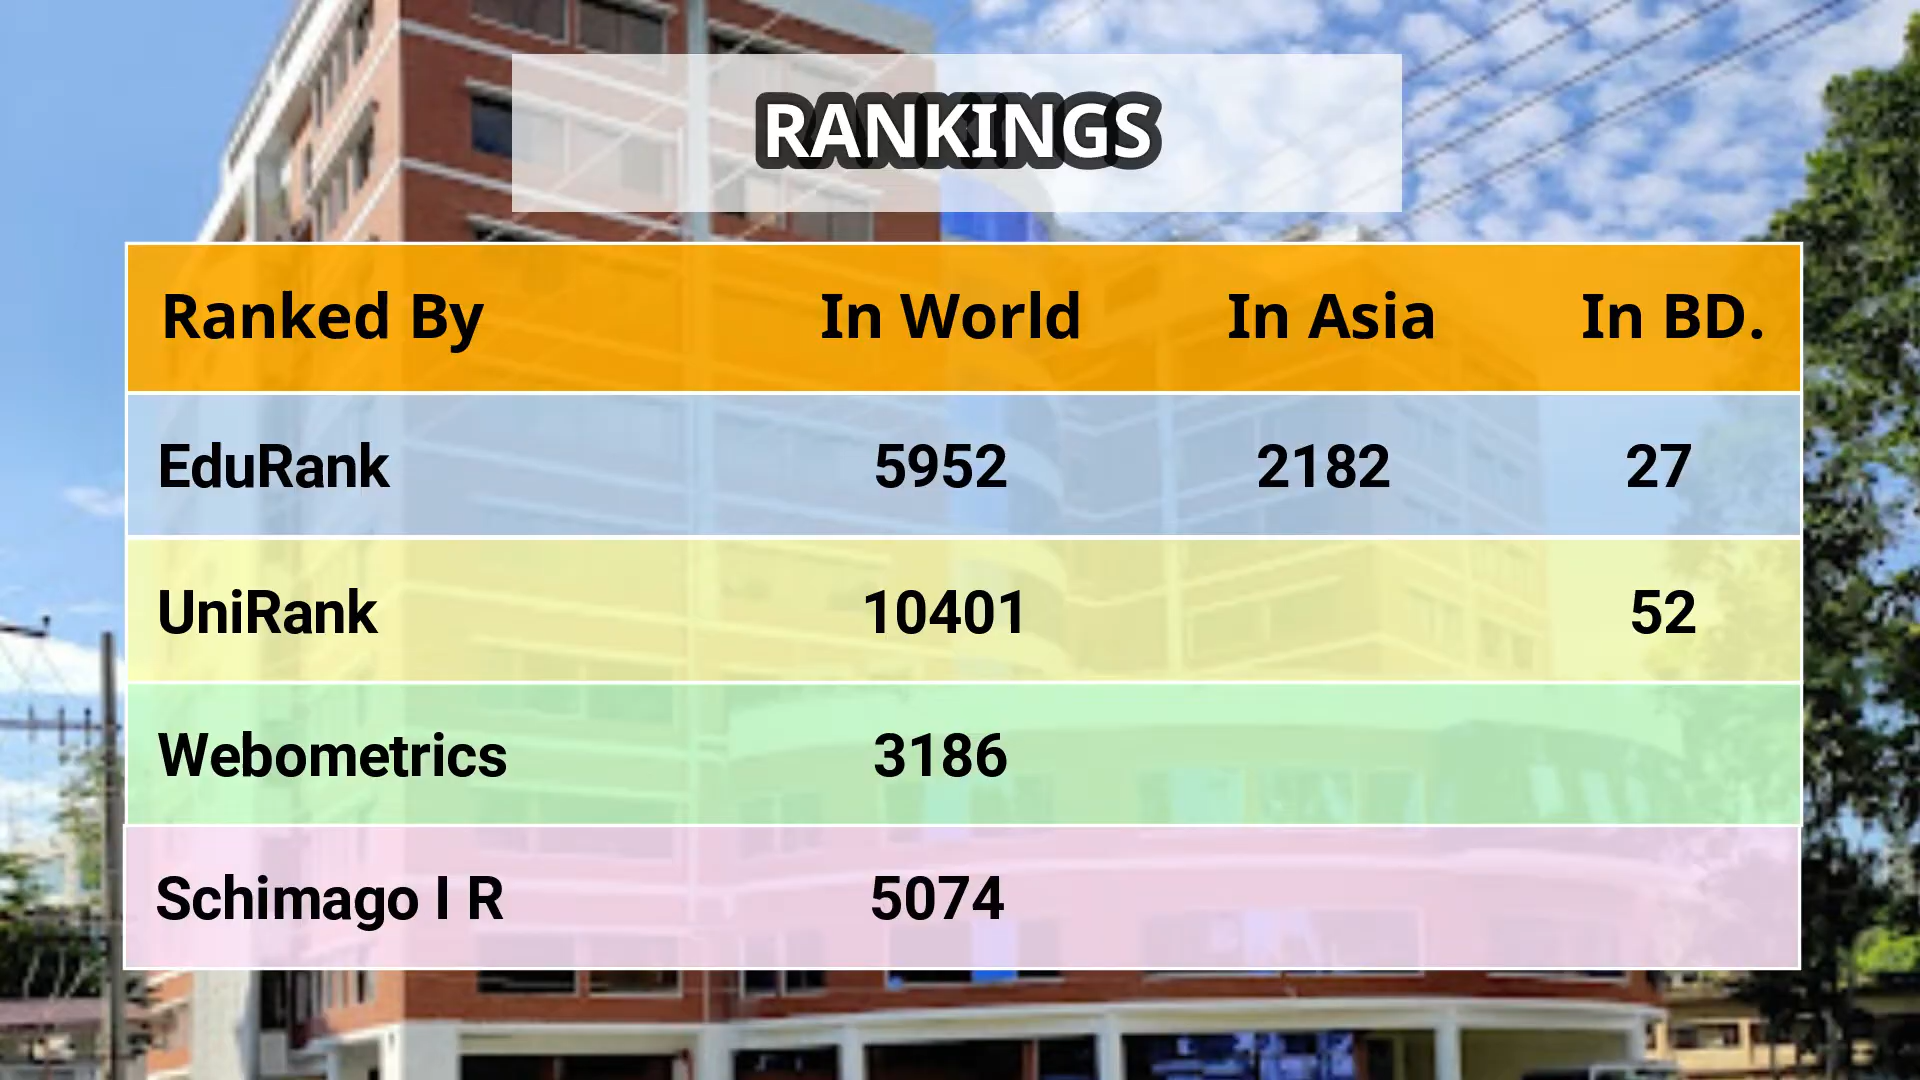 RANKINGS
Ranked By In World In Asia In BD.
EduRank 5952 2182 27
UniRank 10401 52
Webometrics 3186
Schimago I R 5074